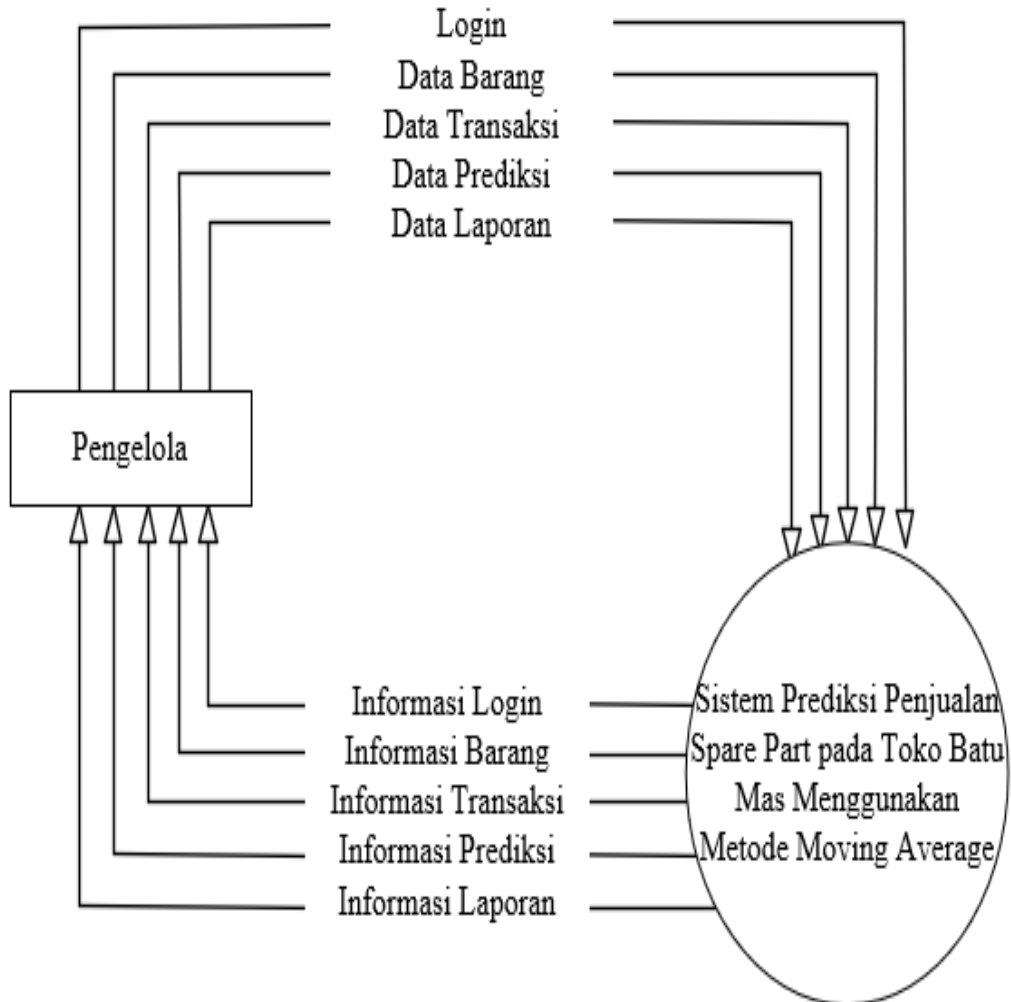 Login
Data Barang
Data Transaksi
Data Prediksi
Data Laporan
Pengelola
Informasi Login
Informasi Barang
Informasi Transaksi
Informasi Prediksi
Informasi Laporan
Sistem Prediksi Penjualan
Spare Part pada Toko Batu
Mas Menggunakan
Metode Moving Average